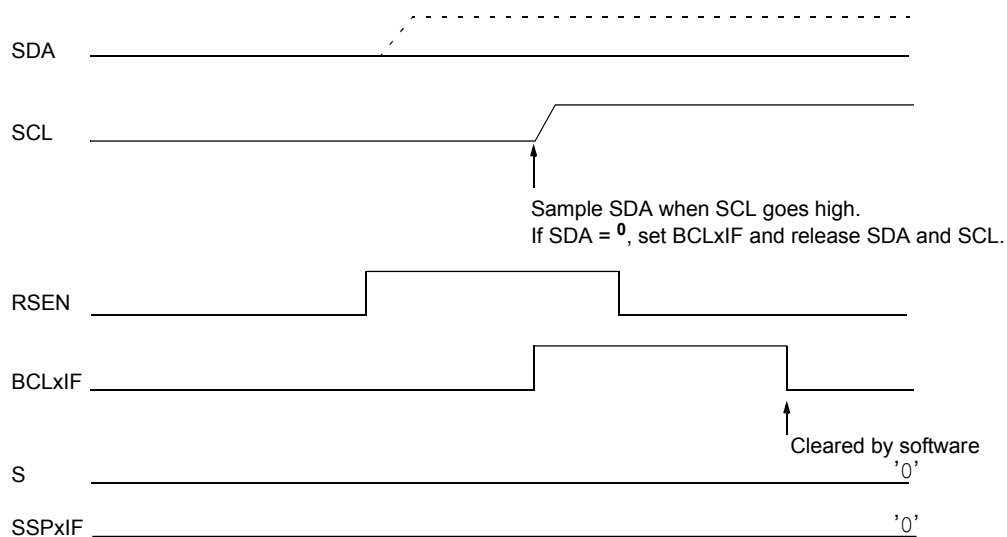 SDA
SCL
Sample SDA when SCL goes high.
If SDA = 0, set BCLxIF and release SDA and SCL.
RSEN
BCLxIF
Cleared by software
S
'0'
SSPxIF
'0'